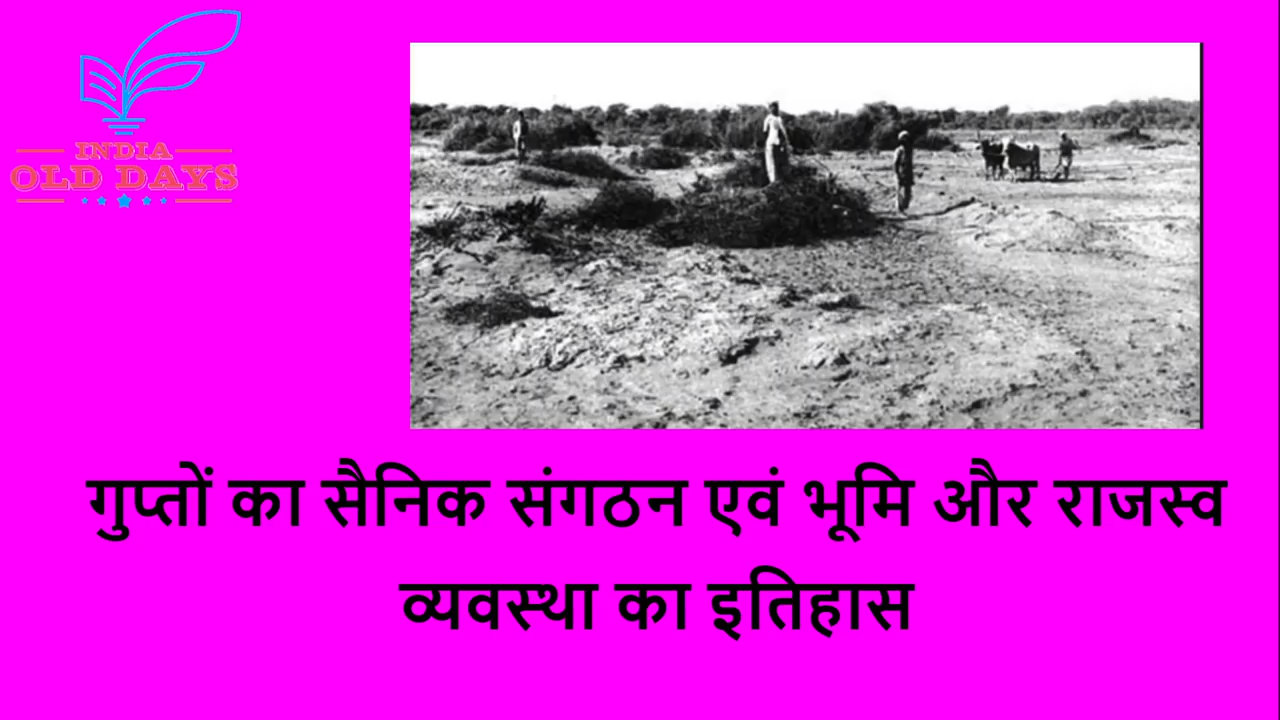 INDIA
OLD DAYS
गुप्तों का सैनिक संगठन एवं भूमि और राजस्व
व्यवस्था का इतिहास